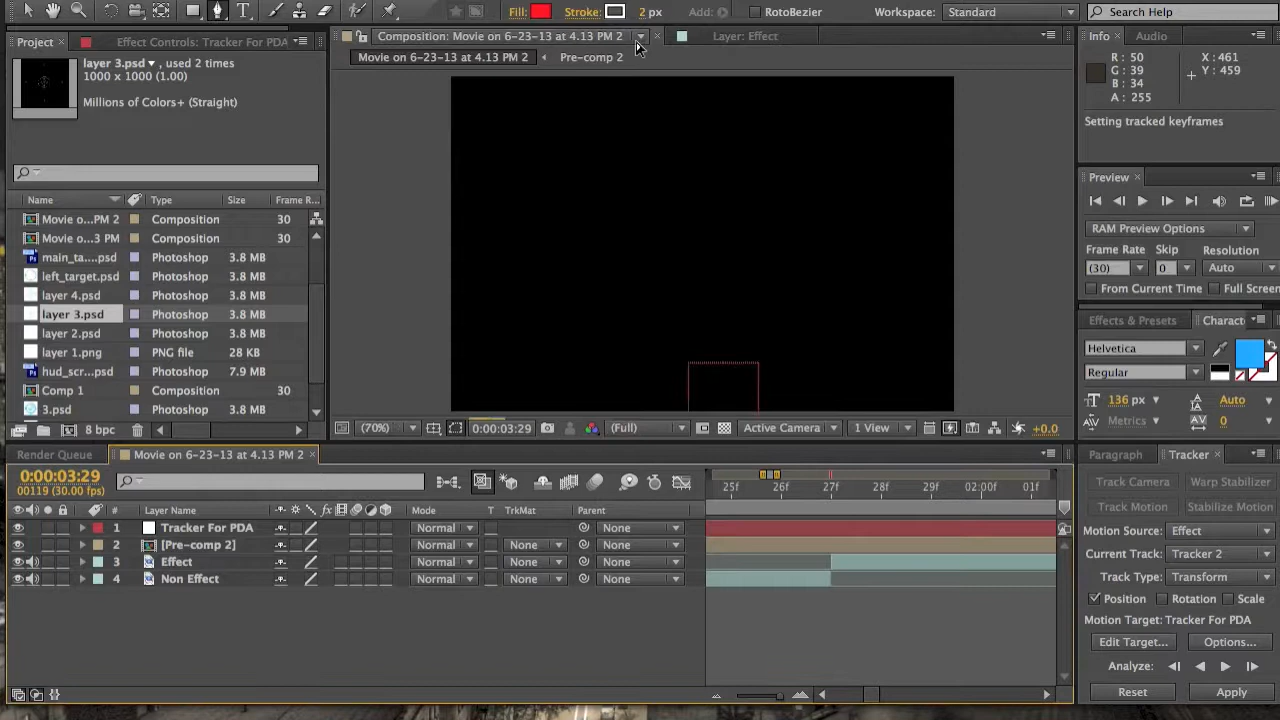 Fill: Stroke: 2 px Add: RotoBezier Workspace: Standard Search Help
Project Effect Controls: Tracker For PDA Composition: Movie on 6-23-13 at 4.13 PM 2 Layer: Effect Info Audio
Movie on 6-23-13 at 4.13 PM 2 Pre-comp 2
layer 3.psd , used 2 times
1000 x 1000 (1.00)
Millions of Colors+ (Straight)
R : 50
G : 39
B : 34
A : 255
X : 461
Y : 459
Setting tracked keyframes
Preview
RAM Preview Options
Frame Rate Skip Resolution
(30) 0 Auto
From Current Time Full Screen
Name Type Size Frame R...
Movie o...PM 2 Composition 30
Movie o...3 PM Composition 30
main_ta....psd Photoshop 3.8 MB
left_target.psd Photoshop 3.8 MB
layer 4.psd Photoshop 3.8 MB
layer 3.psd Photoshop 3.8 MB
layer 2.psd Photoshop 3.8 MB
layer 1.png PNG file 28 KB
hud_scr....psd Photoshop 7.9 MB
Comp 1 Composition 30
3.psd Photoshop 3.8 MB
8 bpc
(70%) 0:00:03:29 (Full) Active Camera 1 View +0.0
Effects & Presets Charact
Helvetica
Regular
136 px Auto
Metrics 0
Render Queue Movie on 6-23-13 at 4.13 PM 2
0:00:03:29
00119 (30.00 fps)
25f 26f 27f 28f 29f 02:00f 01f
# Layer Name Mode T TrkMat Parent
1 Tracker For PDA Normal None
2 [Pre-comp 2] Normal None None
3 Effect Normal None None
4 Non Effect Normal None None
Paragraph Tracker
Track Camera Warp Stabilizer
Track Motion Stabilize Motion
Motion Source: Effect
Current Track: Tracker 2
Track Type: Transform
Position Rotation Scale
Motion Target: Tracker For PDA
Edit Target... Options...
Analyze:
Reset Apply